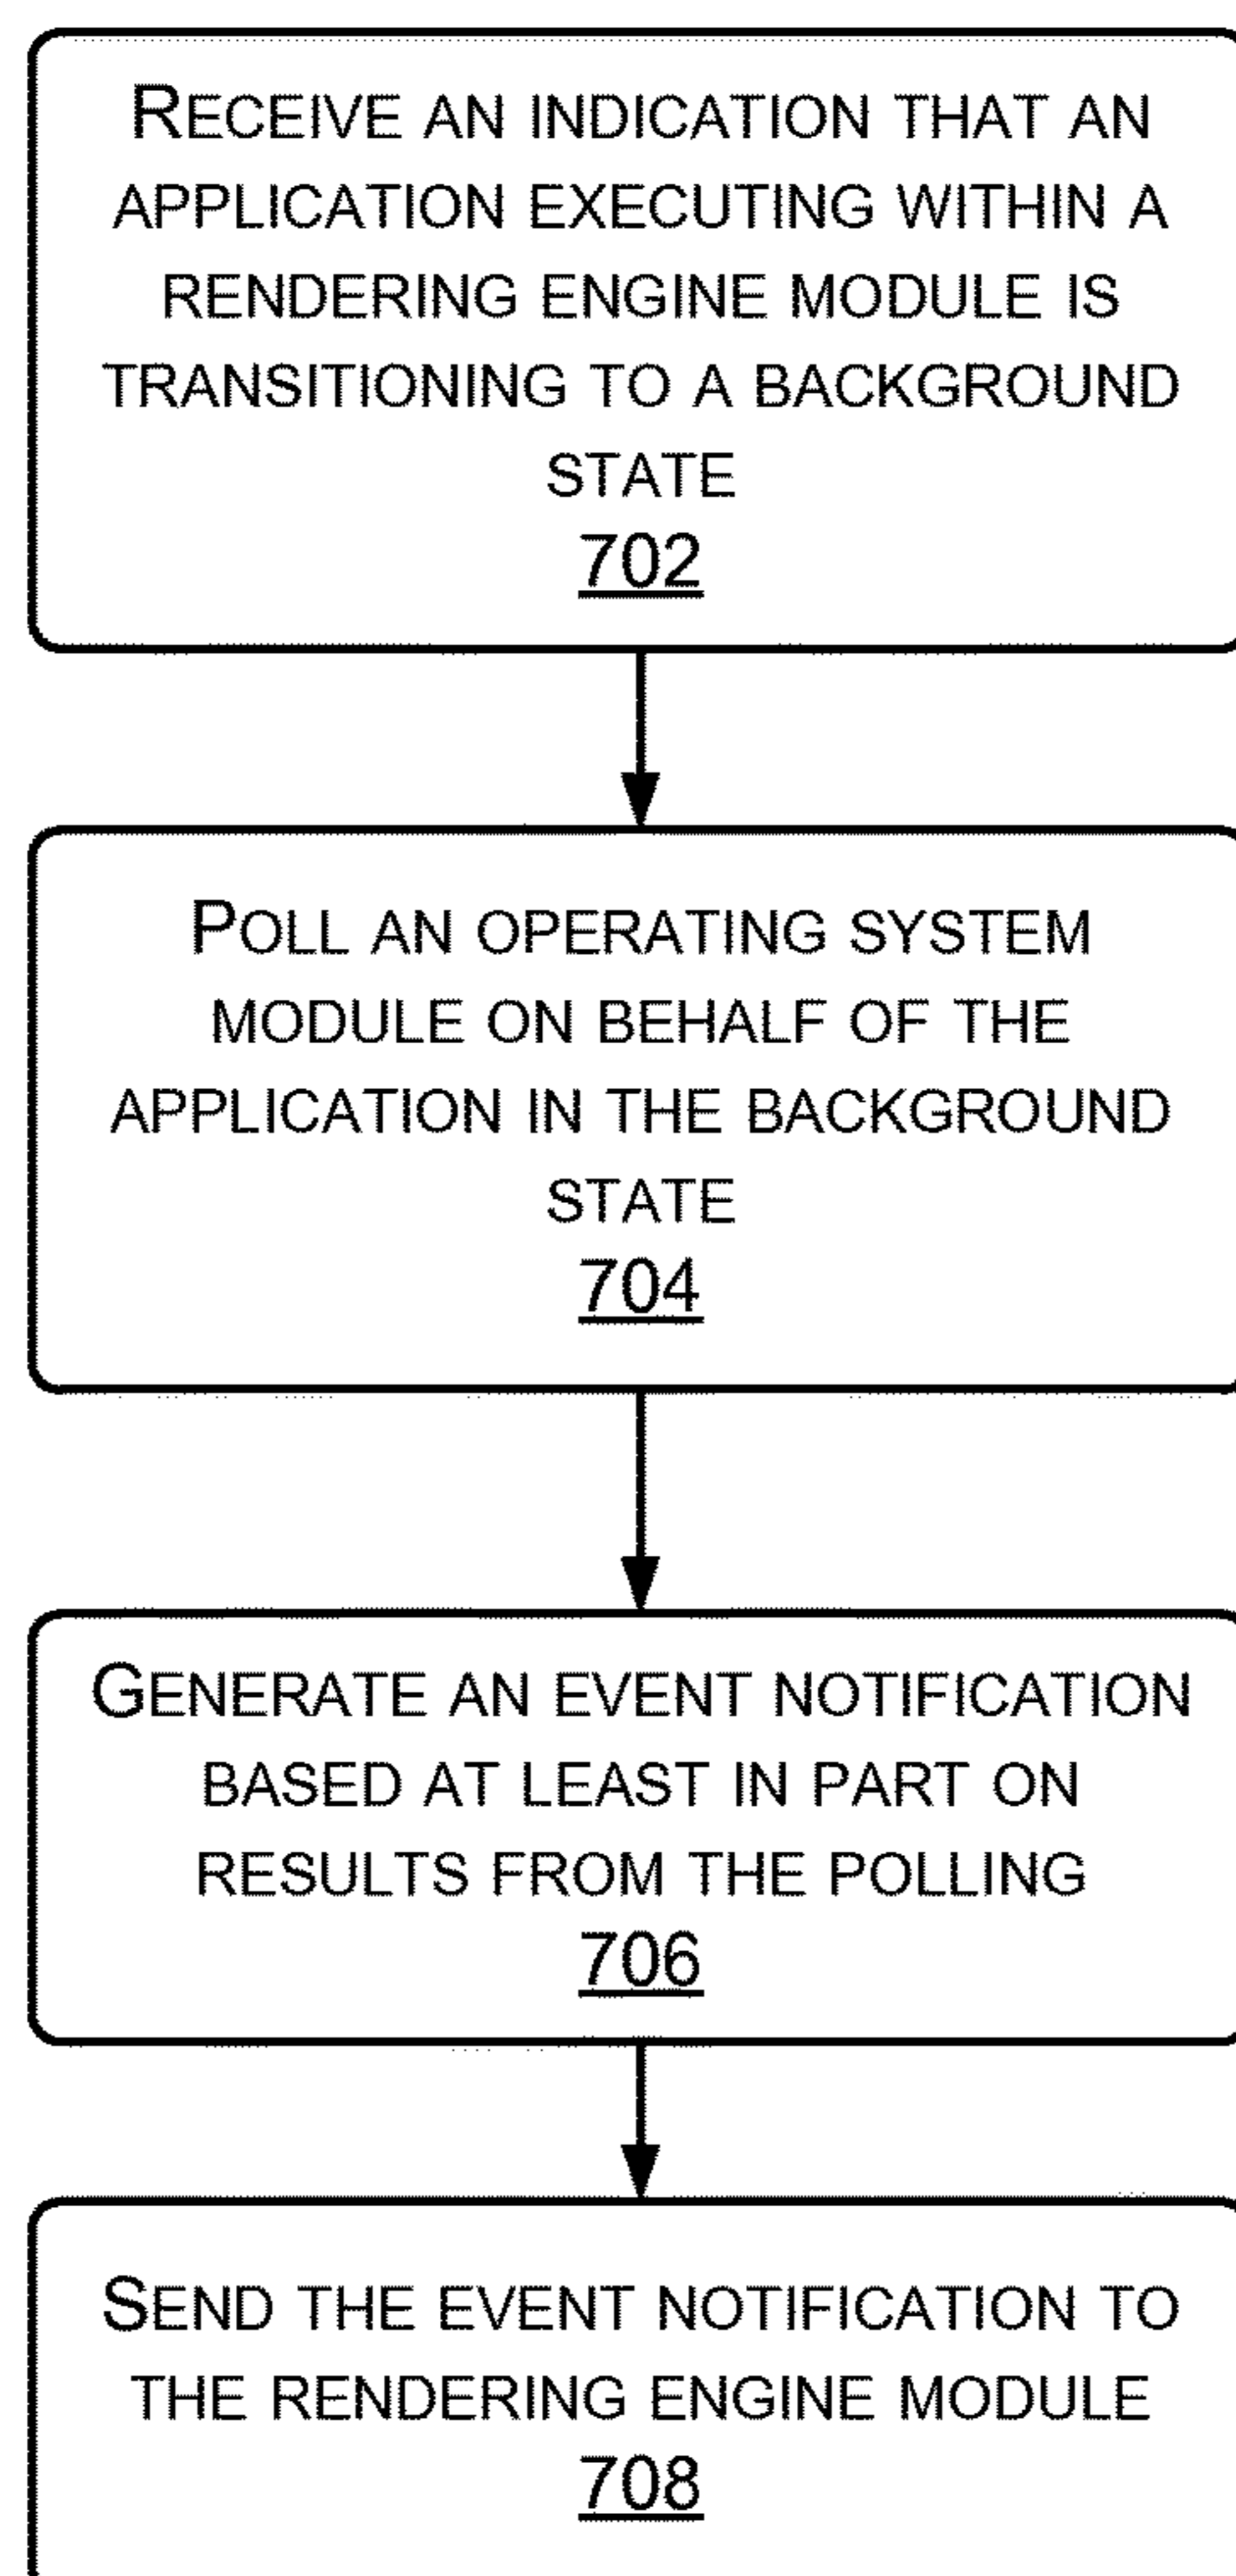 RECEIVE AN INDICATION THAT AN
APPLICATION EXECUTING WITHIN A
RENDERING ENGINE MODULE IS
TRANSITIONING TO A BACKGROUND
STATE
702
POLL AN OPERATING SYSTEM
MODULE ON BEHALF OF THE
APPLICATION IN THE BACKGROUND
STATE
704
GENERATE AN EVENT NOTIFICATION
BASED AT LEAST IN PART ON
RESULTS FROM THE POLLING
706
SEND THE EVENT NOTIFICATION TO
THE RENDERING ENGINE MODULE
708